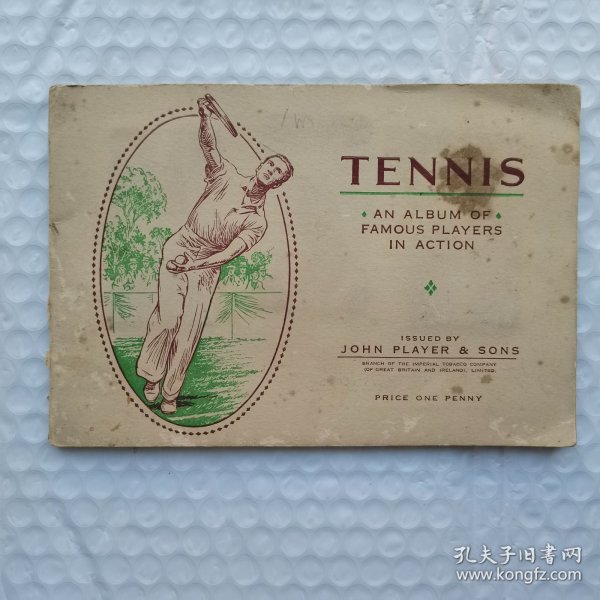 TENNIS
AN ALBUM OF
FAMOUS PLAYERS
IN ACTION
ISSUED BY
JOHN PLAYER & SONS
BRANCH OF THE IMPERIAL TOBACCO COMPANY
(OF GREAT BRITAIN AND IRELAND), LIMITED.
PRICE ONE PENNY
孔夫子旧书网
www.kongfz.com